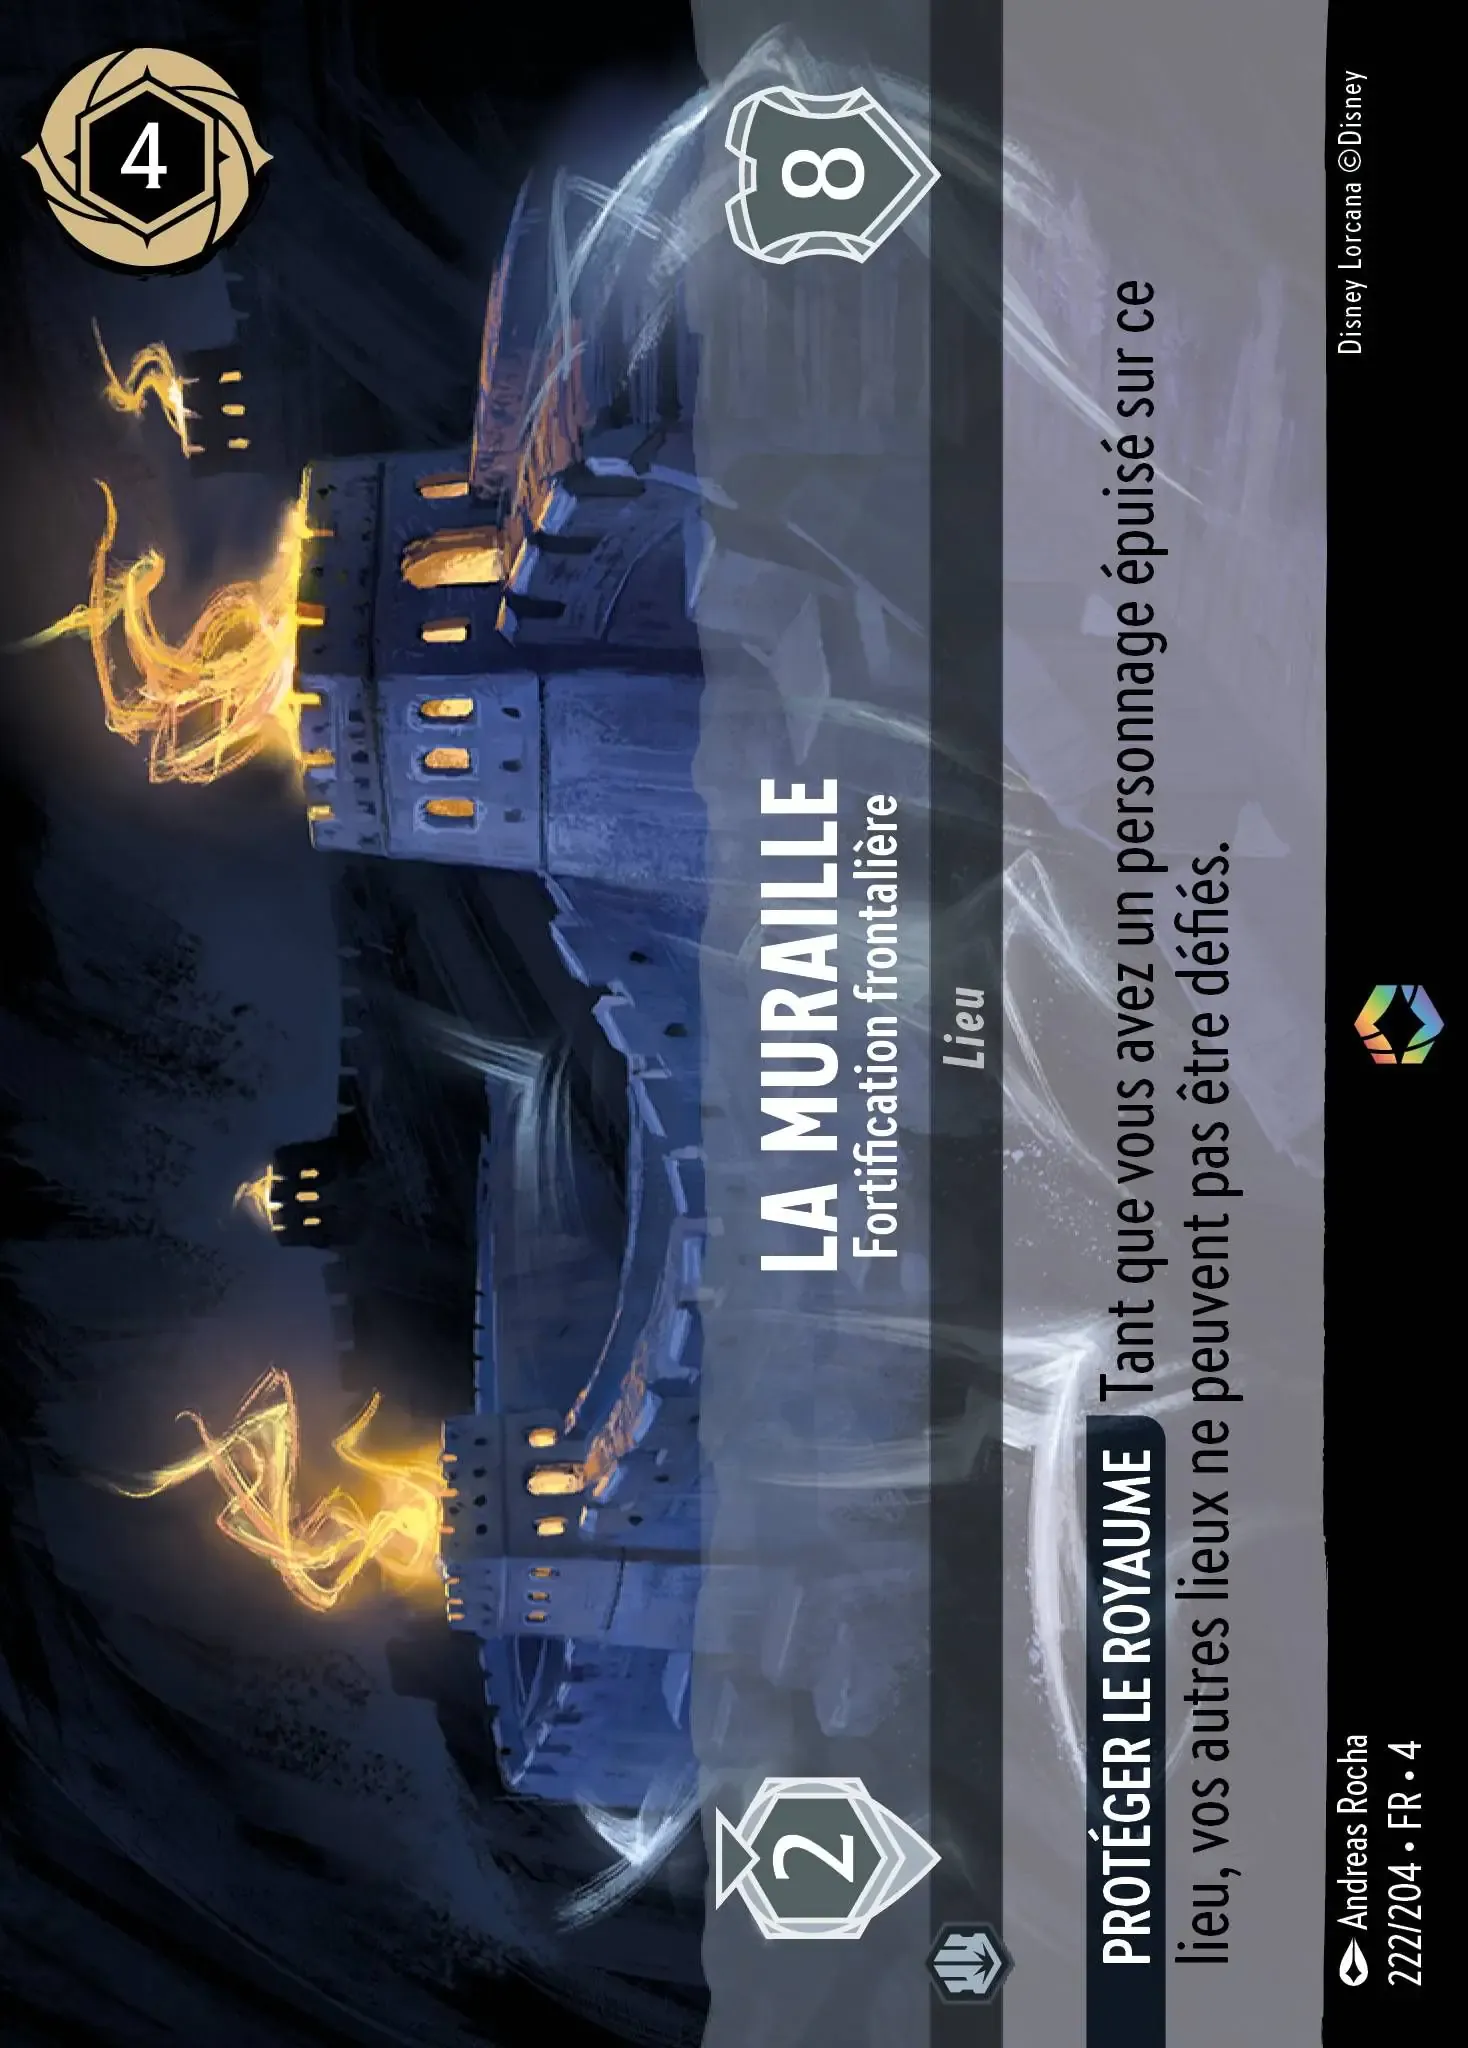 4
2
LA MURAILLE
Fortification frontalière
8
Lieu
PROTÉGER LE ROYAUME Tant que vous avez un personnage épuisé sur ce
lieu, vos autres lieux ne peuvent pas être défiés.
Andreas Rocha
222/204 • FR • 4
Disney Lorcana ©Disney